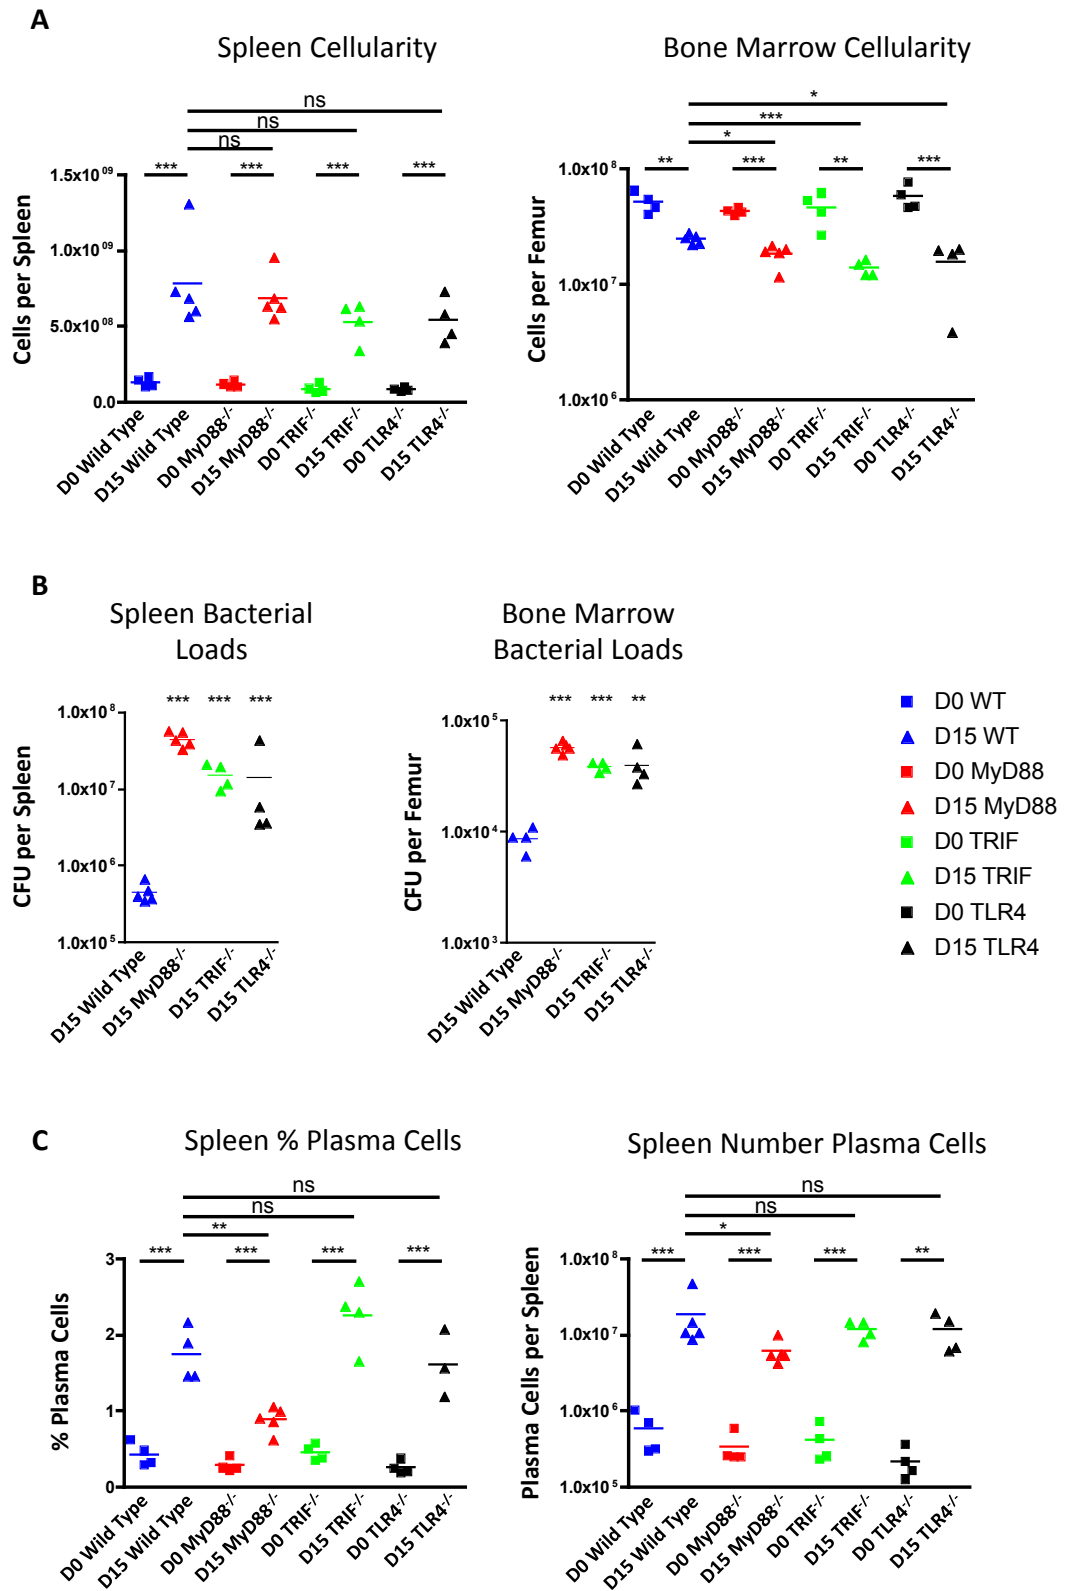 A
Spleen Cellularity
ns
ns
ns
*** *** *** ***
Cells per Spleen
1.5x10⁰⁹
1.0x10⁰⁹
5.0x10⁰⁸
0.0
D0 Wild Type
D15 Wild Type
D0 MyD88-/-
D15 MyD88-/-
D0 TRIF-/-
D15 TRIF-/-
D0 TLR4-/-
D15 TLR4-/-
Bone Marrow Cellularity
*
***
*
** *** ** ***
Cells per Femur
1.0x10⁸
1.0x10⁷
1.0x10⁶
D0 Wild Type
D15 Wild Type
D0 MyD88-/-
D15 MyD88-/-
D0 TRIF-/-
D15 TRIF-/-
D0 TLR4-/-
D15 TLR4-/-
B
Spleen Bacterial
Loads
*** *** ***
CFU per Spleen
1.0x10⁸
1.0x10⁷
1.0x10⁶
1.0x10⁵
D15 Wild Type
D15 MyD88-/-
D15 TRIF-/-
D15 TLR4-/-
Bone Marrow
Bacterial Loads
*** *** **
CFU per Femur
1.0x10⁵
1.0x10⁴
1.0x10³
D15 Wild Type
D15 MyD88-/-
D15 TRIF-/-
D15 TLR4-/-
D0 WT
D15 WT
D0 MyD88
D15 MyD88
D0 TRIF
D15 TRIF
D0 TLR4
D15 TLR4
C
Spleen % Plasma Cells
ns
ns
**
*** *** *** ***
% Plasma Cells
3
2
1
0
D0 Wild Type
D15 Wild Type
D0 MyD88-/-
D15 MyD88-/-
D0 TRIF-/-
D15 TRIF-/-
D0 TLR4-/-
D15 TLR4-/-
Spleen Number Plasma Cells
ns
ns
*
*** *** *** **
Plasma Cells per Spleen
1.0x10⁸
1.0x10⁷
1.0x10⁶
1.0x10⁵
D0 Wild Type
D15 Wild Type
D0 MyD88-/-
D15 MyD88-/-
D0 TRIF-/-
D15 TRIF-/-
D0 TLR4-/-
D15 TLR4-/-